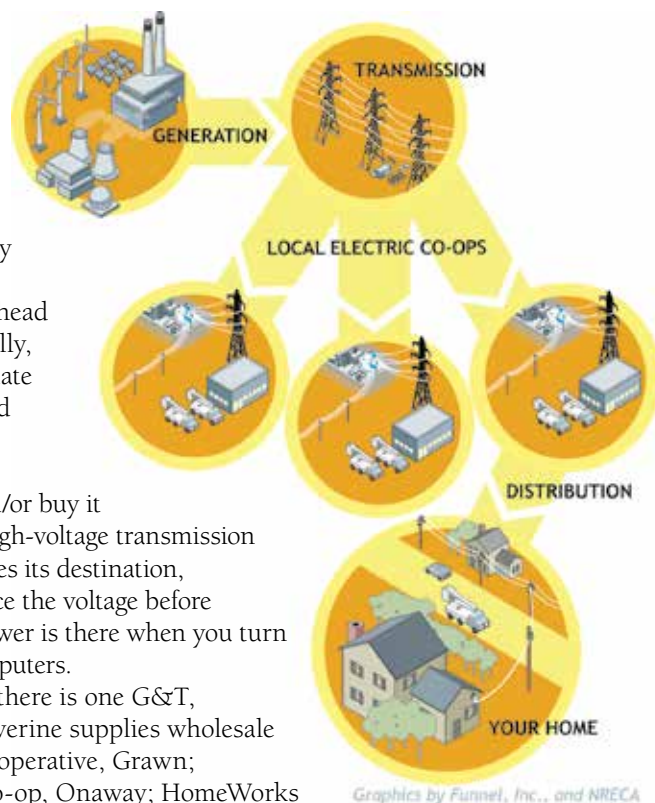 TRANSMISSION
GENERATION
LOCAL ELECTRIC CO-OPS
DISTRIBUTION
YOUR HOME
Graphics by Funnel, Inc., and NRECA
y
head
lly,
ate
d
/or buy it
gh-voltage transmission
es its destination,
ce the voltage before
wer is there when you turn
puters.
there is one G&T,
verine supplies wholesale
operative, Grawn;
o-op, Onaway; HomeWorks